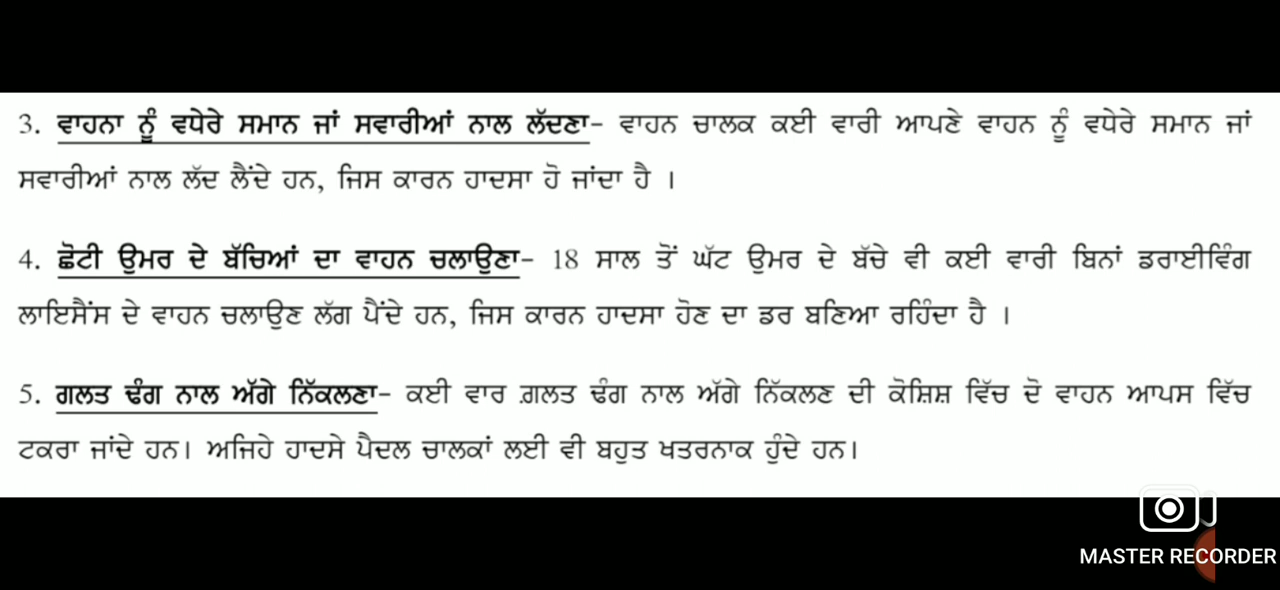 3. ਵਾਹਨਾ ਨੂੰ ਵਧੇਰੇ ਸਮਾਨ ਜਾਂ ਸਵਾਰੀਆਂ ਨਾਲ ਲੱਦਣਾ- ਵਾਹਨ ਚਾਲਕ ਕਈ ਵਾਰੀ ਆਪਣੇ ਵਾਹਨ ਨੂੰ ਵਧੇਰੇ ਸਮਾਨ ਜਾਂ
ਸਵਾਰੀਆਂ ਨਾਲ ਲੱਦ ਲੈਂਦੇ ਹਨ, ਜਿਸ ਕਾਰਨ ਹਾਦਸਾ ਹੋ ਜਾਂਦਾ ਹੈ ।
4. ਛੋਟੀ ਉਮਰ ਦੇ ਬੱਚਿਆਂ ਦਾ ਵਾਹਨ ਚਲਾਉਣਾ- 18 ਸਾਲ ਤੋਂ ਘੱਟ ਉਮਰ ਦੇ ਬੱਚੇ ਵੀ ਕਈ ਵਾਰੀ ਬਿਨਾਂ ਡਰਾਈਵਿੰਗ
ਲਾਇਸੈਂਸ ਦੇ ਵਾਹਨ ਚਲਾਉਣ ਲੱਗ ਪੈਂਦੇ ਹਨ, ਜਿਸ ਕਾਰਨ ਹਾਦਸਾ ਹੋਣ ਦਾ ਡਰ ਬਣਿਆ ਰਹਿੰਦਾ ਹੈ ।
5. ਗਲਤ ਢੰਗ ਨਾਲ ਅੱਗੇ ਨਿੱਕਲਣਾ- ਕਈ ਵਾਰ ਗ਼ਲਤ ਢੰਗ ਨਾਲ ਅੱਗੇ ਨਿੱਕਲਣ ਦੀ ਕੋਸ਼ਿਸ਼ ਵਿੱਚ ਦੋ ਵਾਹਨ ਆਪਸ ਵਿੱਚ
ਟਕਰਾ ਜਾਂਦੇ ਹਨ। ਅਜਿਹੇ ਹਾਦਸੇ ਪੈਦਲ ਚਾਲਕਾਂ ਲਈ ਵੀ ਬਹੁਤ ਖਤਰਨਾਕ ਹੁੰਦੇ ਹਨ।
MASTER RECORDER